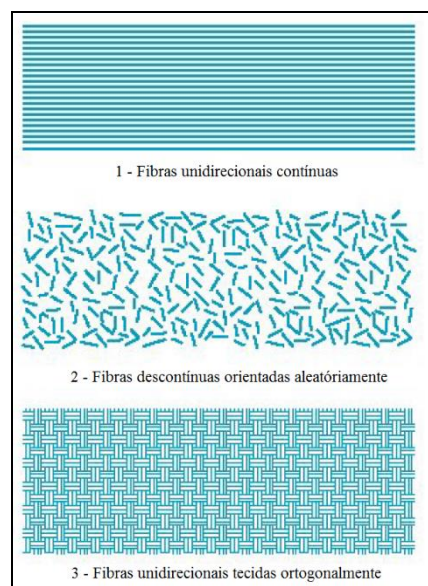 1 - Fibras unidirecionais contínuas
2 - Fibras descontínuas orientadas aleatóriamente
3 - Fibras unidirecionais tecidas ortogonalmente